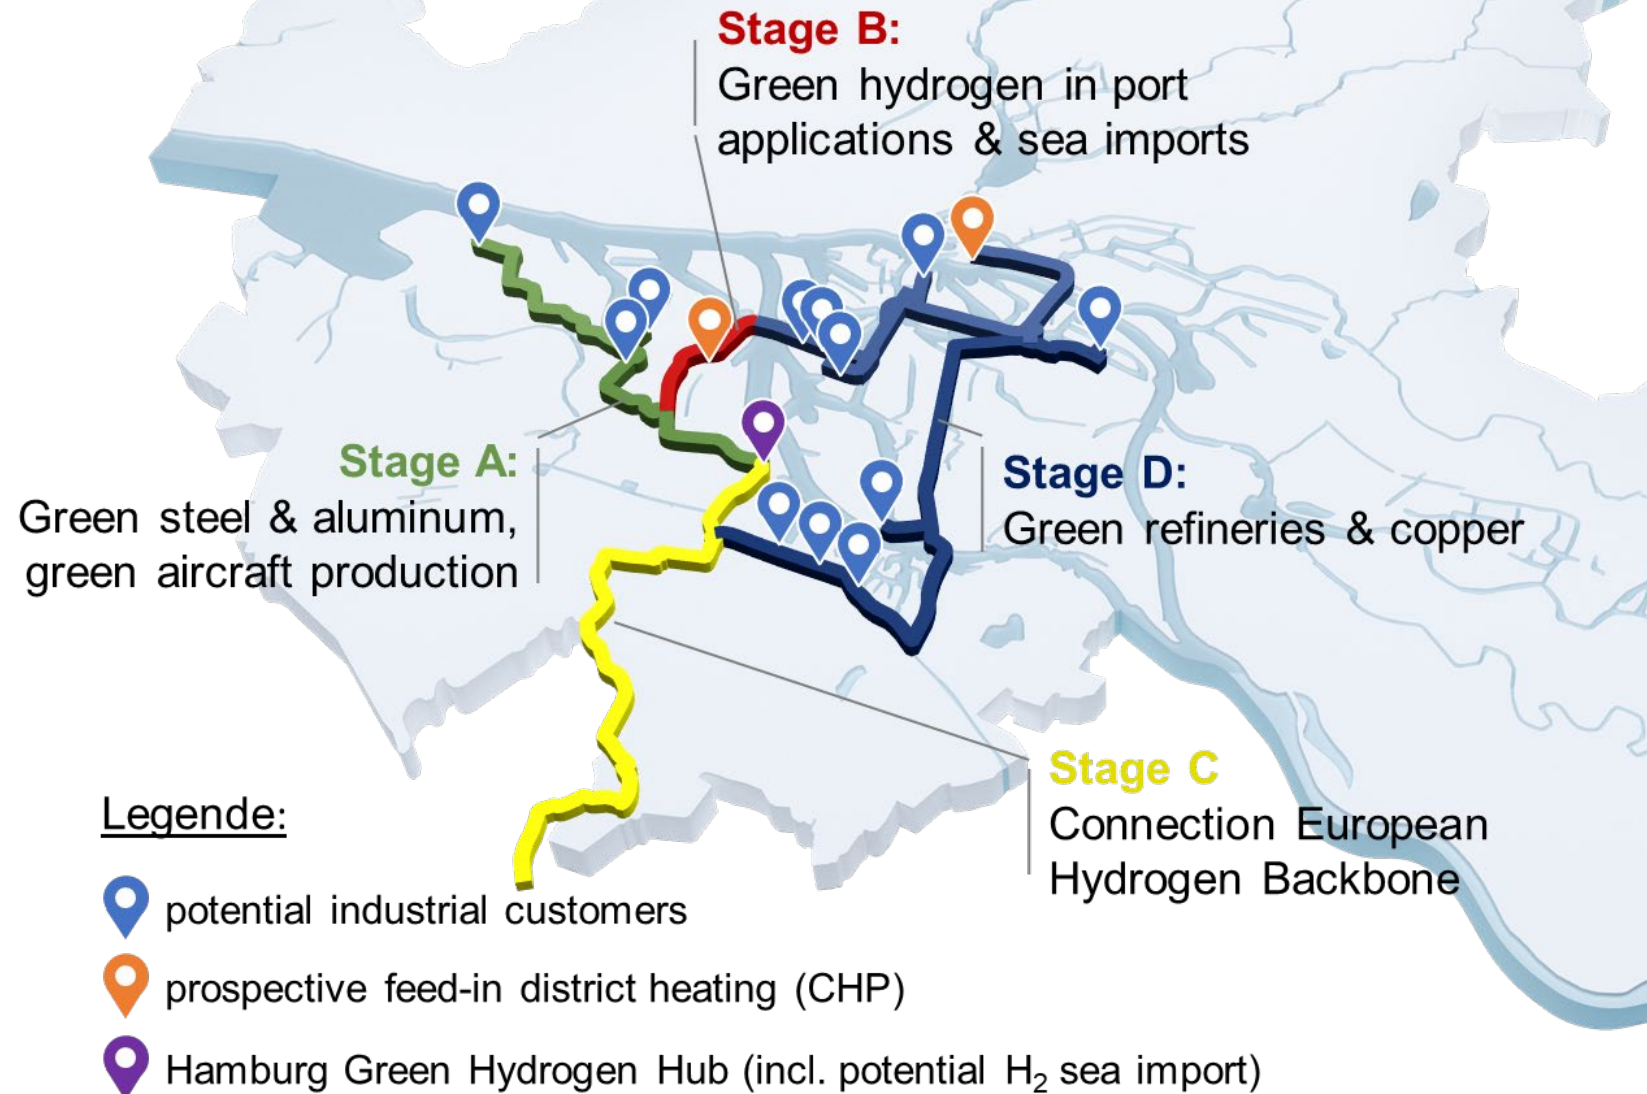 Stage B:
Green hydrogen in port
applications & sea imports
Stage A:
Green steel & aluminum,
green aircraft production
Stage D:
Green refineries & copper
Stage C
Connection European
Hydrogen Backbone
Legende:
potential industrial customers
prospective feed-in district heating (CHP)
Hamburg Green Hydrogen Hub (incl. potential H₂ sea import)